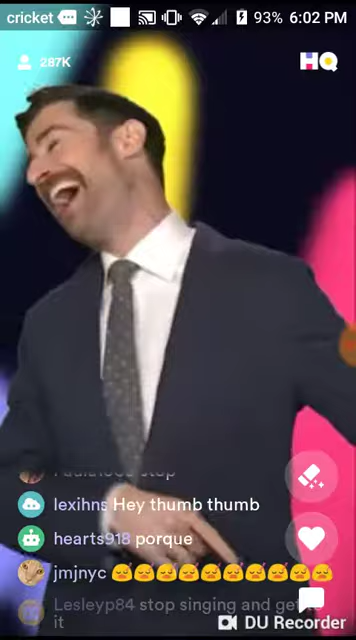 cricket 93% 6:02 PM
287K HQ
stop
lexihns Hey thumb thumb
hearts918 porque
jmjnyc
Lesleyp84 stop singing and get to
it
DU Recorder